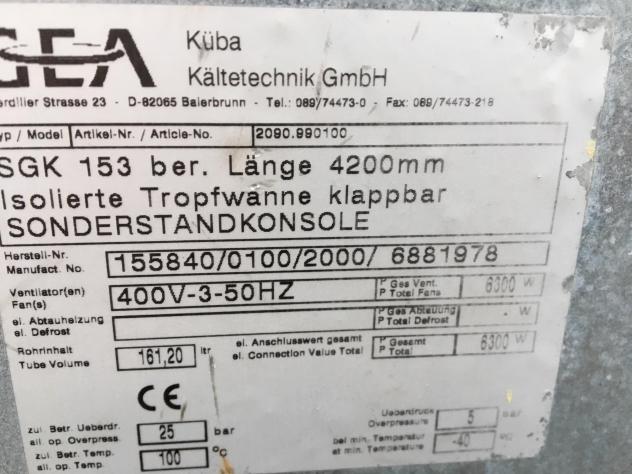 GEA
Küba
Kältetechnik GmbH
Strasse 23 - D-82065 Baierbrunn - Tel.: 089/74473-0 - Fax: 089/74473-218
yp / Model Artikel-Nr. / Article-No. 2090.990100
SGK 153 ber. Länge 4200mm
Isolierte Tropfwanne klappbar
SONDERSTANDKONSOLE
Herstell-Nr.
Manufact. No. 155840/0100/2000/ 6881978
Ventilator(en)
Fan(s) 400V-3-50HZ P Ges Vent.
P Total Fans 6300 W
el. Abtauheizung
el. Defrost P Ges Abtauung
P Total Defrost - W
Rohrinhalt
Tube Volume 161,20 ltr el. Anschlusswert gesamt
el. Connection Value Total P Gesamt
P Total 6300 W
CE
zul. Betr. Ueberdr.
all. op. Overpress. 25 bar Ueberdruck
Overpressure 5 bar
zul. Betr. Temp.
all. op. Temp. 100 °C bei min. Temperatur
at min. Temperature -40 °C